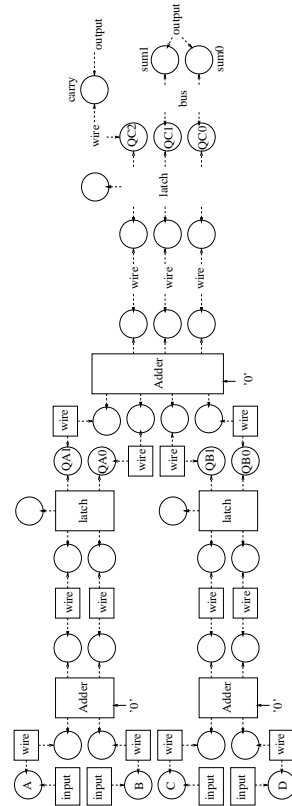 output
output
sum1
sum0
carry
bus
wire
QC2
QC1
QC0
latch
wire
wire
wire
Adder
'0'
wire
wire
wire
wire
QA1
QA0
QB1
QB0
latch
latch
wire
wire
wire
wire
Adder
'0'
Adder
'0'
wire
wire
wire
wire
A
input
input
B
C
input
input
D